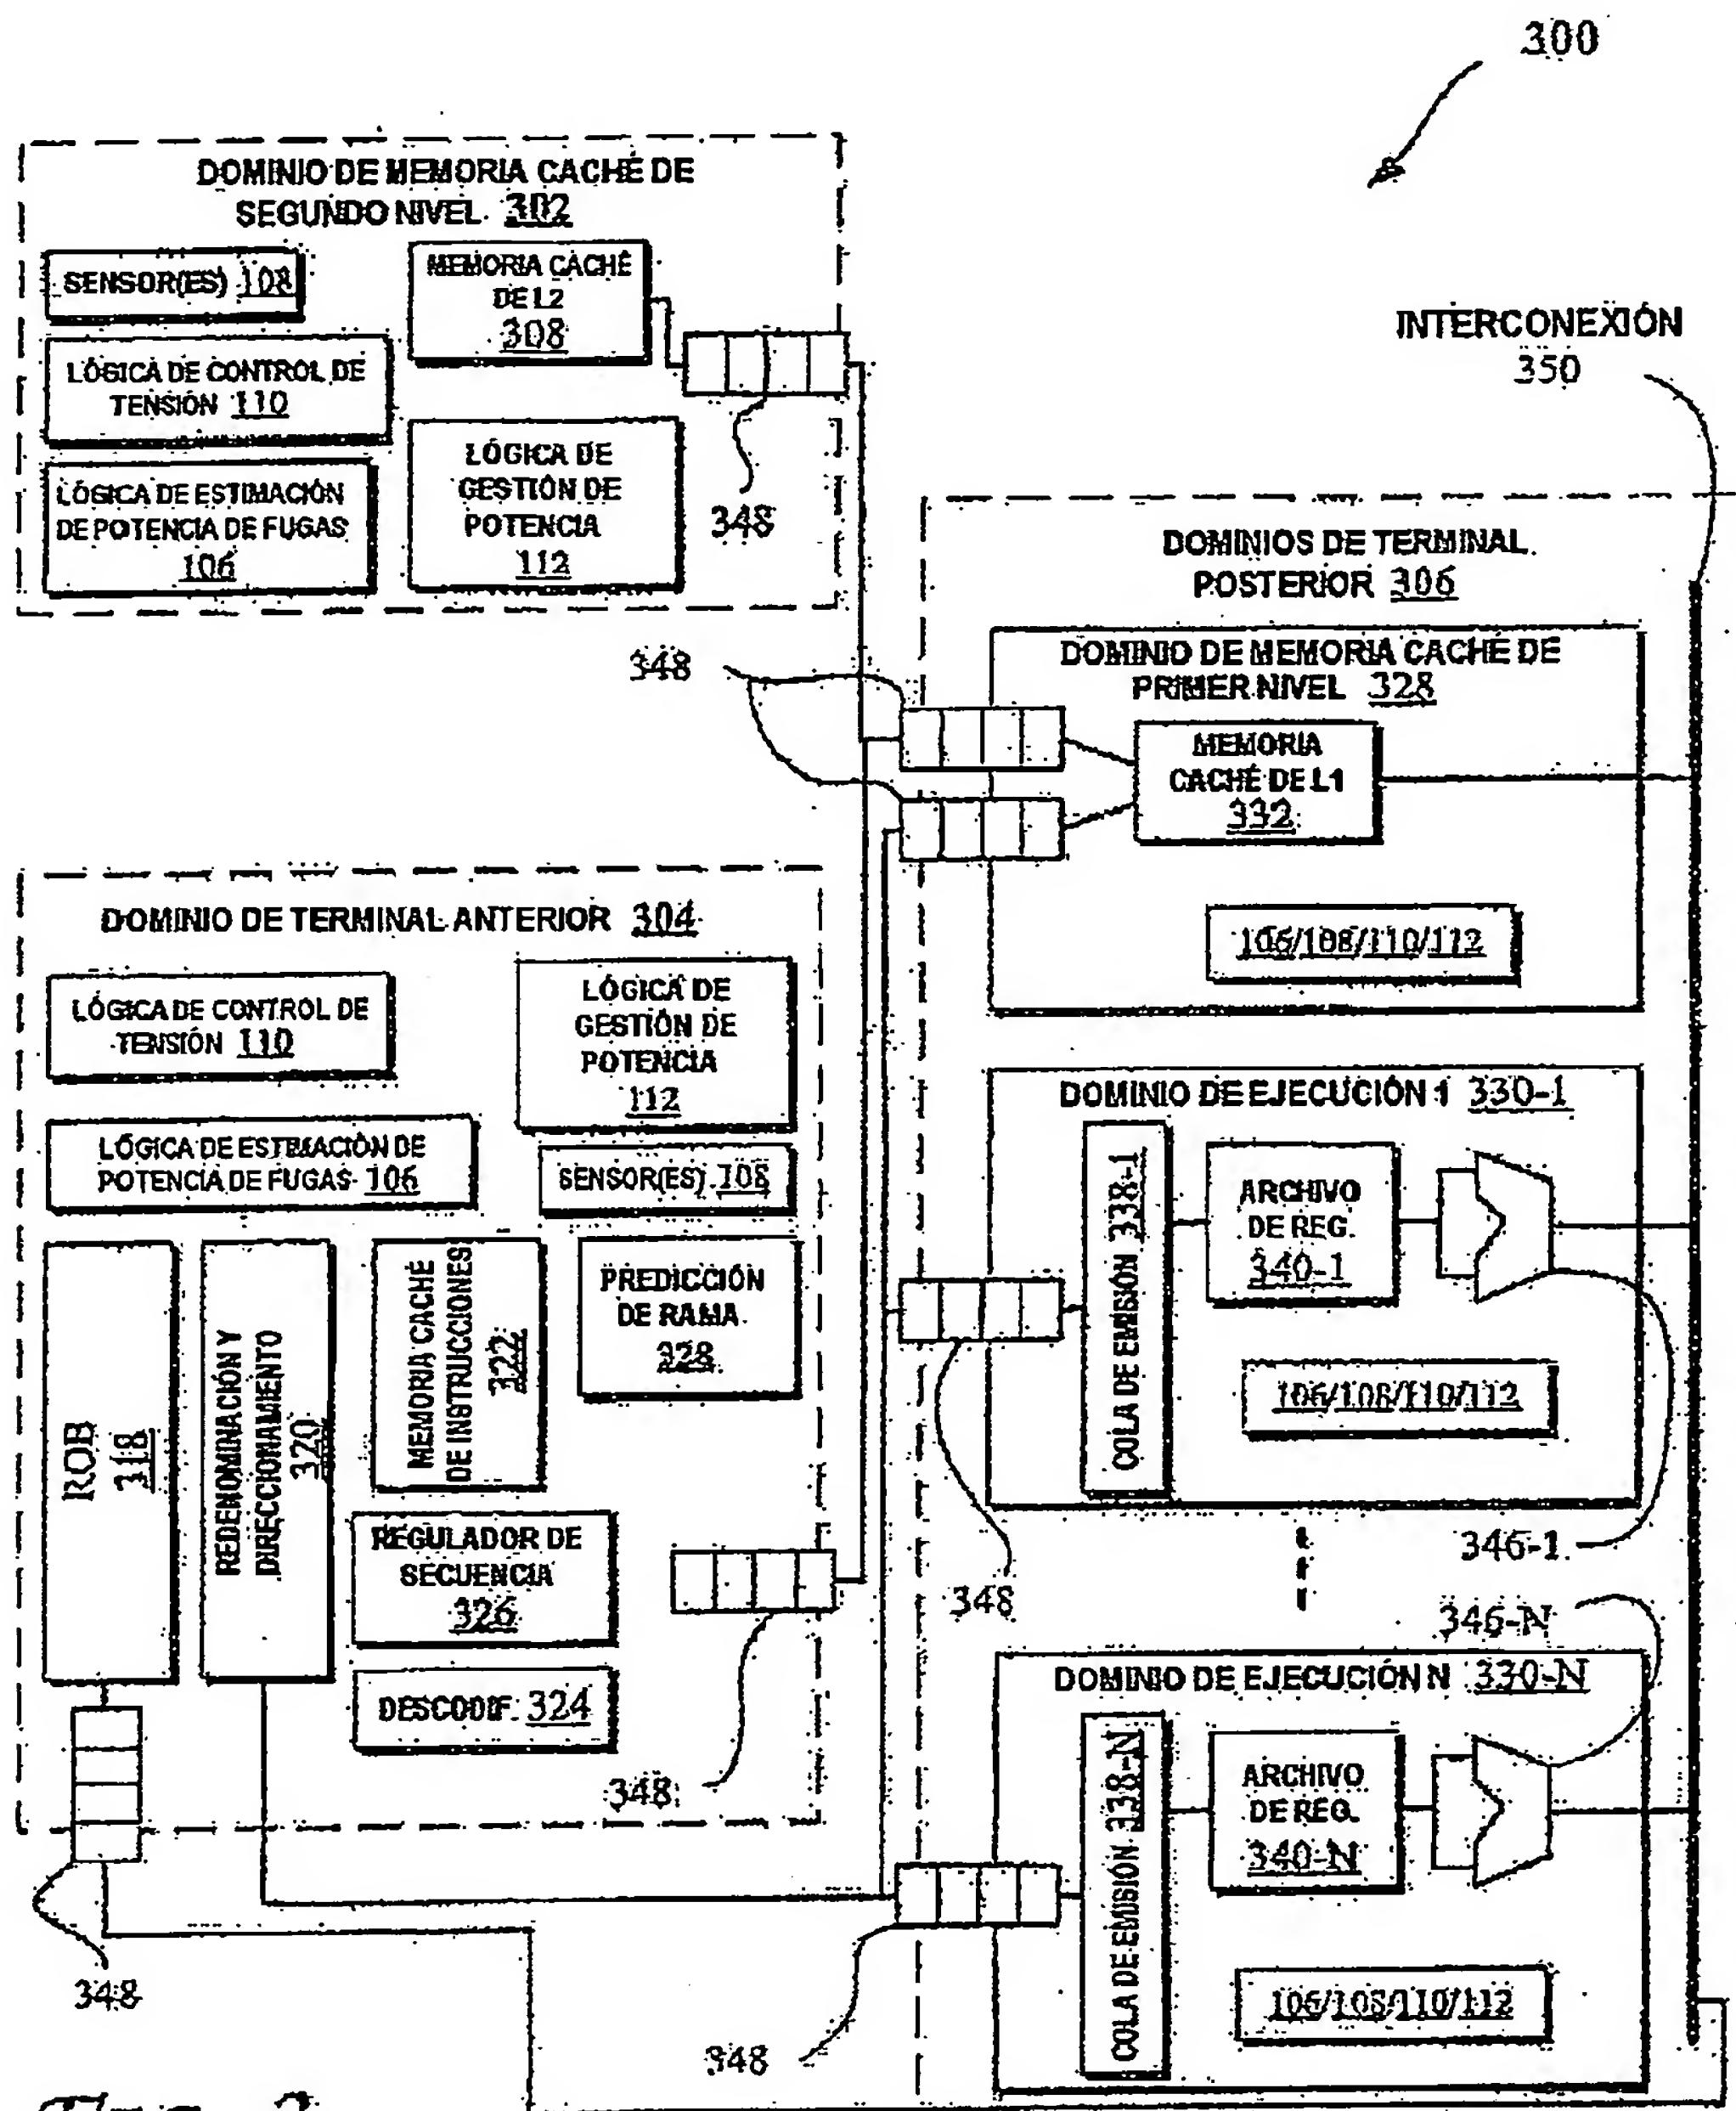 300
DOMINIO DE MEMORIA CACHÉ DE
SEGUNDO NIVEL 302
SENSOR(ES) 108
MEMORIA CACHÉ
DE L2
308
LÓGICA DE CONTROL DE
TENSIÓN 110
LÓGICA DE ESTIMACIÓN
DE POTENCIA DE FUGAS
106
LÓGICA DE
GESTIÓN DE
POTENCIA
112
348
INTERCONEXIÓN
350
DOMINIOS DE TERMINAL
POSTERIOR 306
348
DOMINIO DE MEMORIA CACHÉ DE
PRIMER NIVEL 328
MEMORIA
CACHÉ DE L1
332
106/108/110/112
DOMINIO DE TERMINAL ANTERIOR 304
LÓGICA DE CONTROL DE
TENSIÓN 110
LÓGICA DE
GESTIÓN DE
POTENCIA
112
LÓGICA DE ESTIMACIÓN DE
POTENCIA DE FUGAS 106
SENSOR(ES) 108
ROB
318
REDENOMINACIÓN Y
DIRECCIONAMIENTO
320
MEMORIA CACHÉ
DE INSTRUCCIONES
322
PREDICCIÓN
DE RAMA
328
REGULADOR DE
SECUENCIA
326
DESCODIF. 324
348
348
DOMINIO DE EJECUCIÓN 1 330-1
COLA DE EMISIÓN 338-1
ARCHIVO
DE REG.
340-1
106/108/110/112
348
346-1
346-N
DOMINIO DE EJECUCIÓN N 330-N
COLA DE EMISIÓN 338-N
ARCHIVO
DE REG.
340-N
106/108/110/112
348